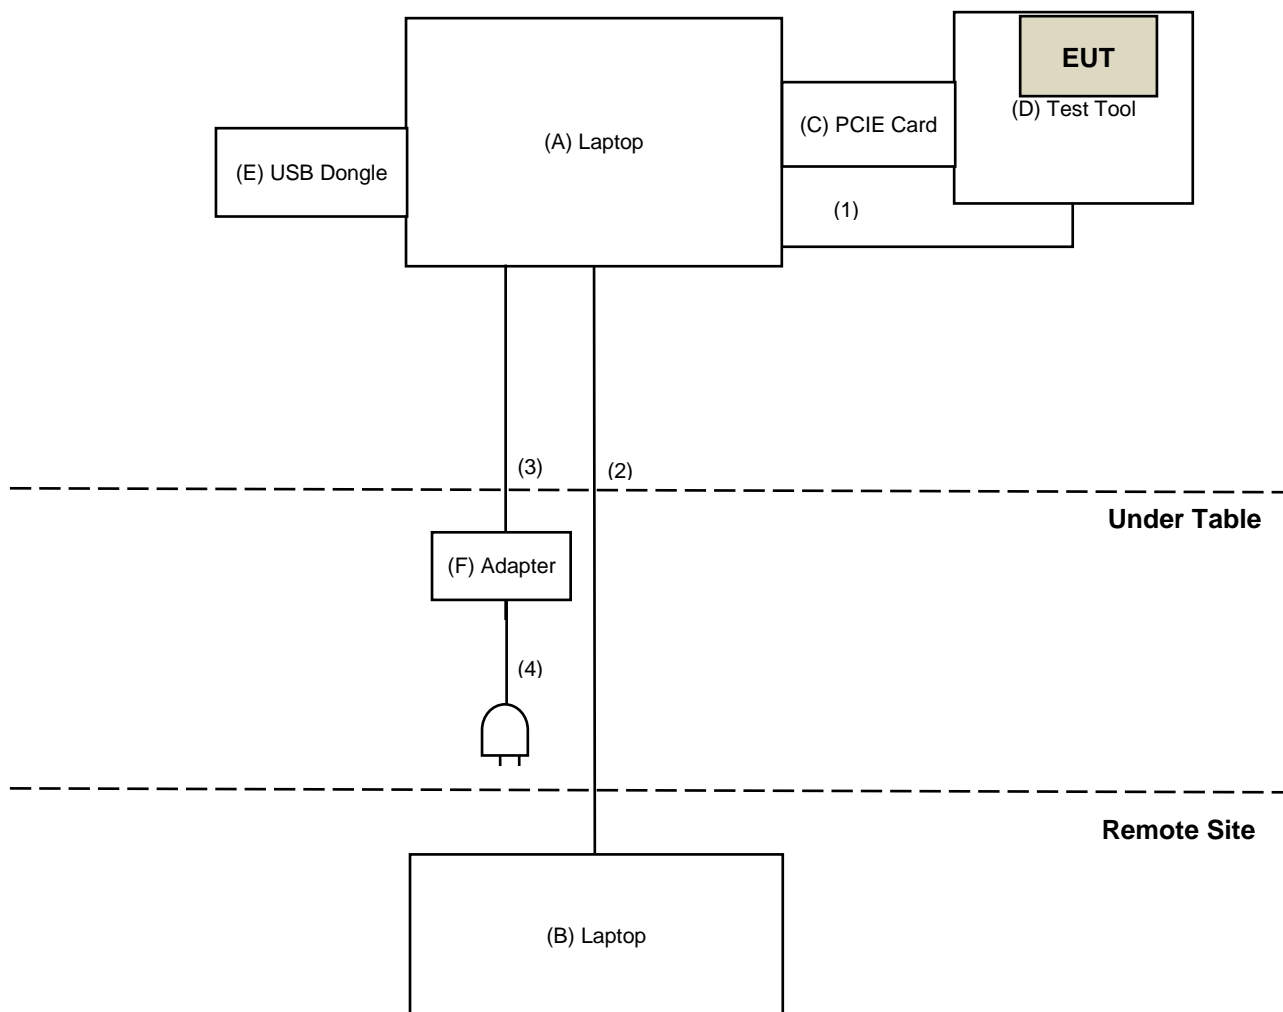 EUT
(D) Test Tool
(C) PCIE Card
(A) Laptop
(E) USB Dongle
(1)
(3)
(2)
Under Table
(F) Adapter
(4)
Remote Site
(B) Laptop